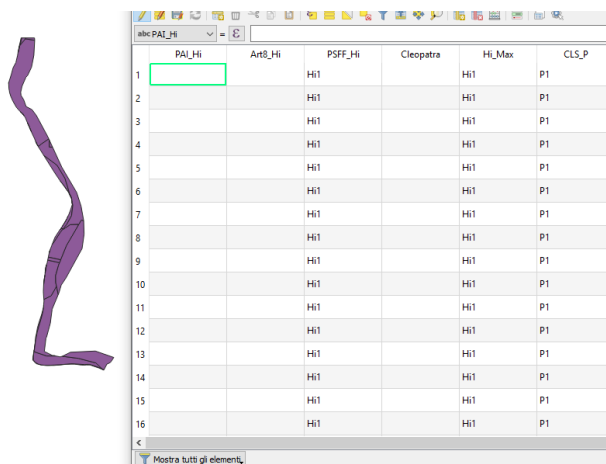 abc PAI_Hi = ε
PAI_Hi Art8_Hi PSFF_Hi Cleopatra Hi_Max CLS_P
1 Hi1 Hi1 P1
2 Hi1 Hi1 P1
3 Hi1 Hi1 P1
4 Hi1 Hi1 P1
5 Hi1 Hi1 P1
6 Hi1 Hi1 P1
7 Hi1 Hi1 P1
8 Hi1 Hi1 P1
9 Hi1 Hi1 P1
10 Hi1 Hi1 P1
11 Hi1 Hi1 P1
12 Hi1 Hi1 P1
13 Hi1 Hi1 P1
14 Hi1 Hi1 P1
15 Hi1 Hi1 P1
16 Hi1 Hi1 P1
Mostra tutti gli elementi